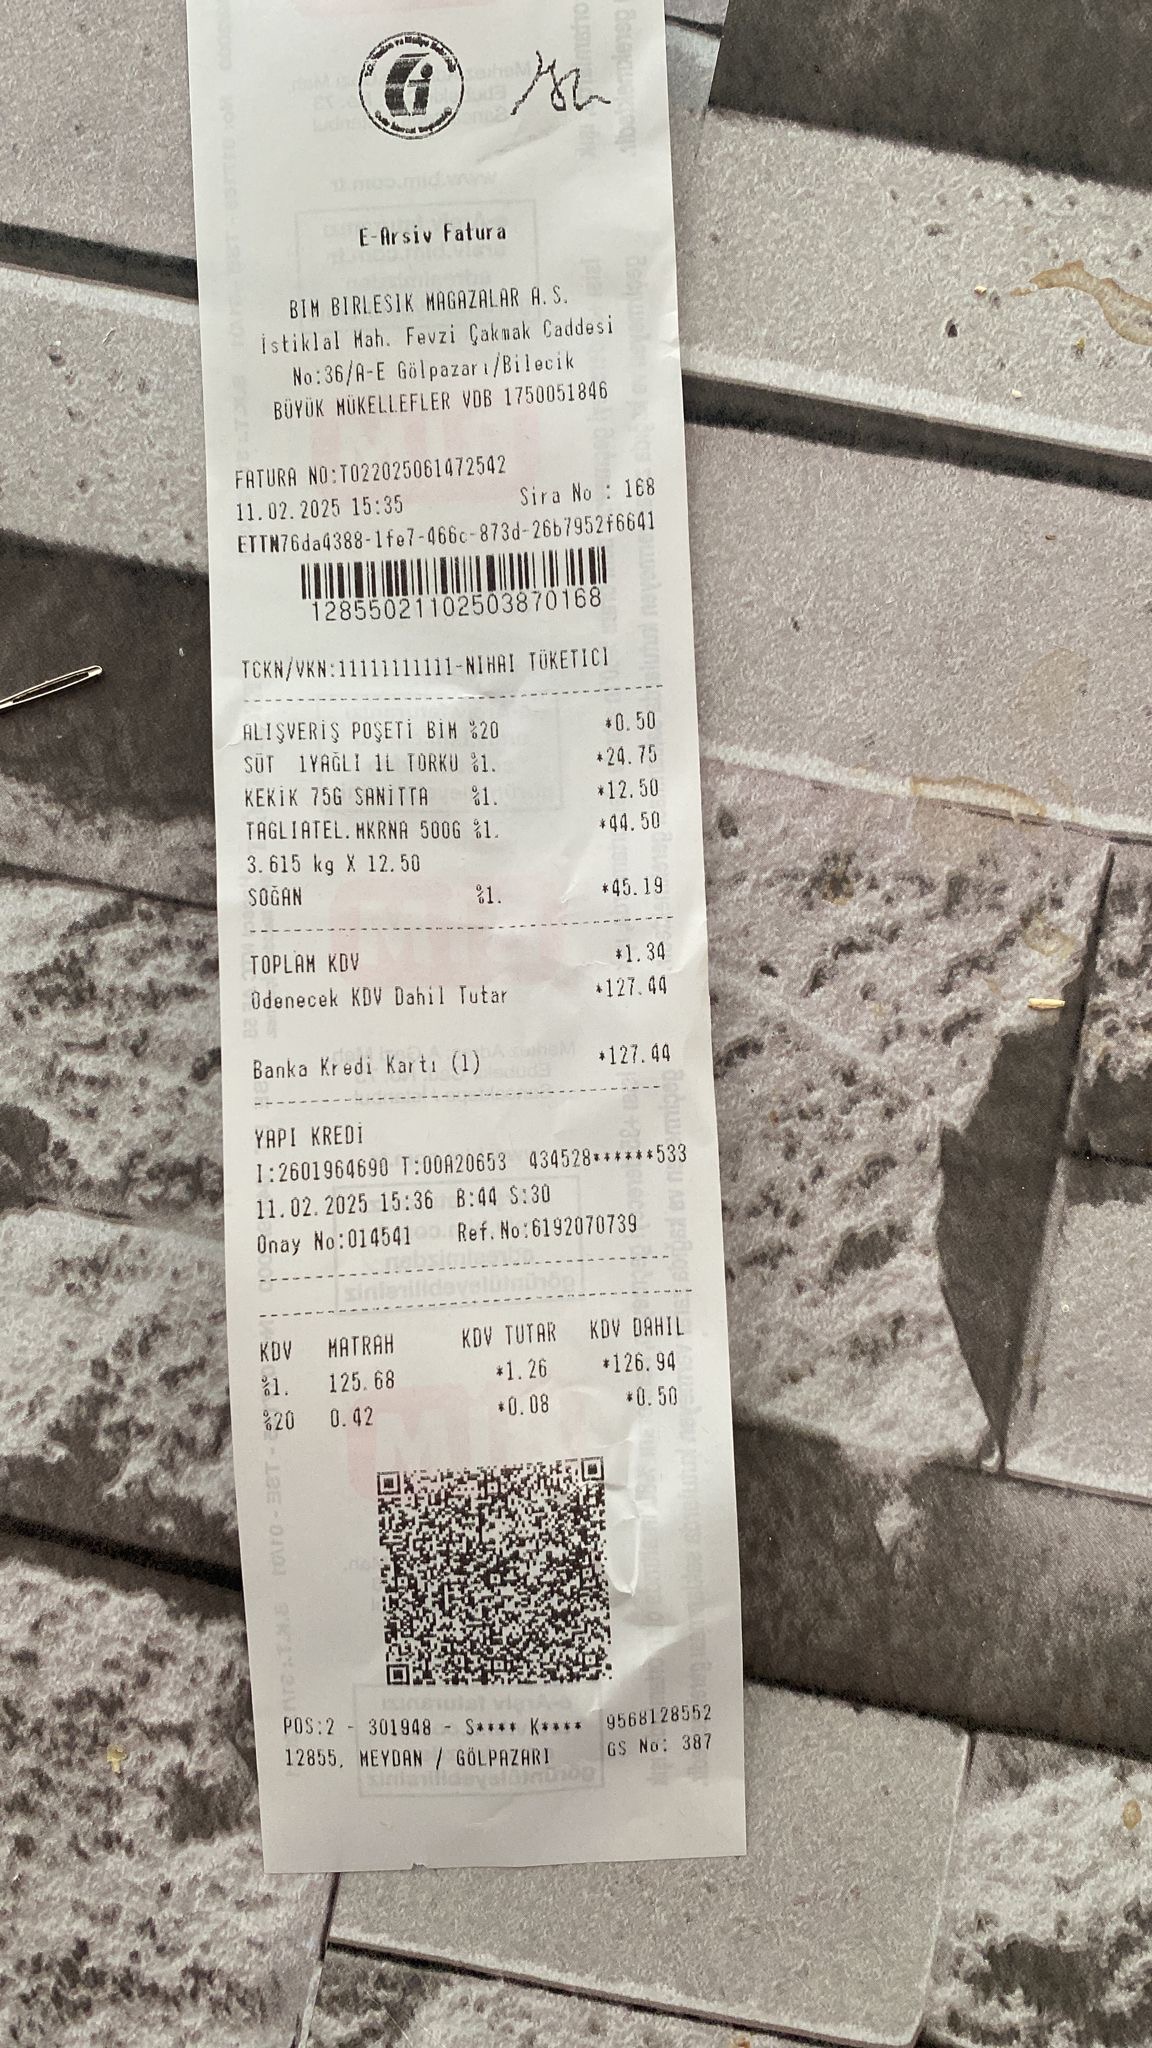 E-Arsiv Fatura
BIM BIRLESIK MAGAZALAR A.S.
İstiklal Mah. Fevzi Çakmak Caddesi
No:36/A-E Gölpazarı/Bilecik
BÜYÜK MÜKELLEFLER VDB 1750051846
FATURA NO:T022025061472542
11.02.2025 15:35 Sira No : 168
ETTN76da4388-1fe7-466c-873d-26b7952f6641
12855021102503870168
TCKN/VKN:11111111111-NIHAI TÜKETICI
ALIŞVERİŞ POŞETİ BİM %20 *0.50
SÜT 1YAĞLI 1L TORKU %1. *24.75
KEKİK 75G SANİTTA %1. *12.50
TAGLIATEL.MKRNA 500G %1. *44.50
3.615 kg X 12.50
SOĞAN %1. *45.19
TOPLAM KDV *1.34
Odenecek KDV Dahil Tutar *127.44
Banka Kredi Kartı (1) *127.44
YAPI KREDİ
I:2601964690 T:00A20653 434528******533
11.02.2025 15:36 B:44 S:30
Onay No:014541 Ref.No:6192070739
KDV MATRAH KDV TUTAR KDV DAHIL
%1. 125.68 *1.26 *126.94
%20 0.42 *0.08 *0.50
POS:2 - 301948 - S**** K**** 9568128552
12855, MEYDAN / GÖLPAZARI GS No: 387